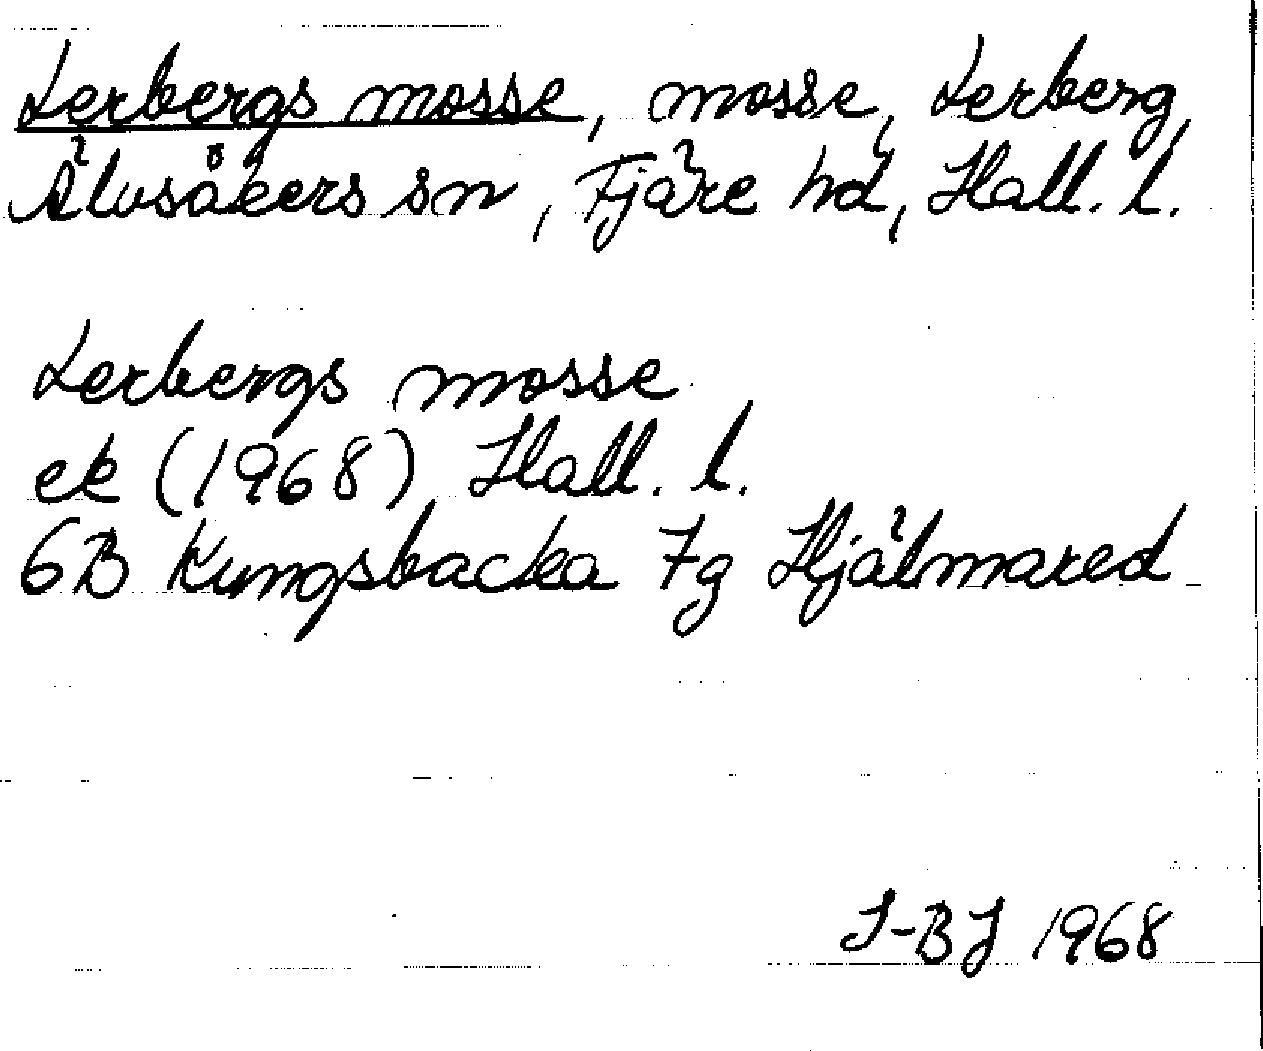 Lerbergs mosse, mosse, Lerberg,
Älvsåkers sn, Fjäre hd, Hall. l.
Lerbergs mosse
ek (1968) Hall. l.
6B Kungsbacka 7g Hjälmared
I-BJ 1968